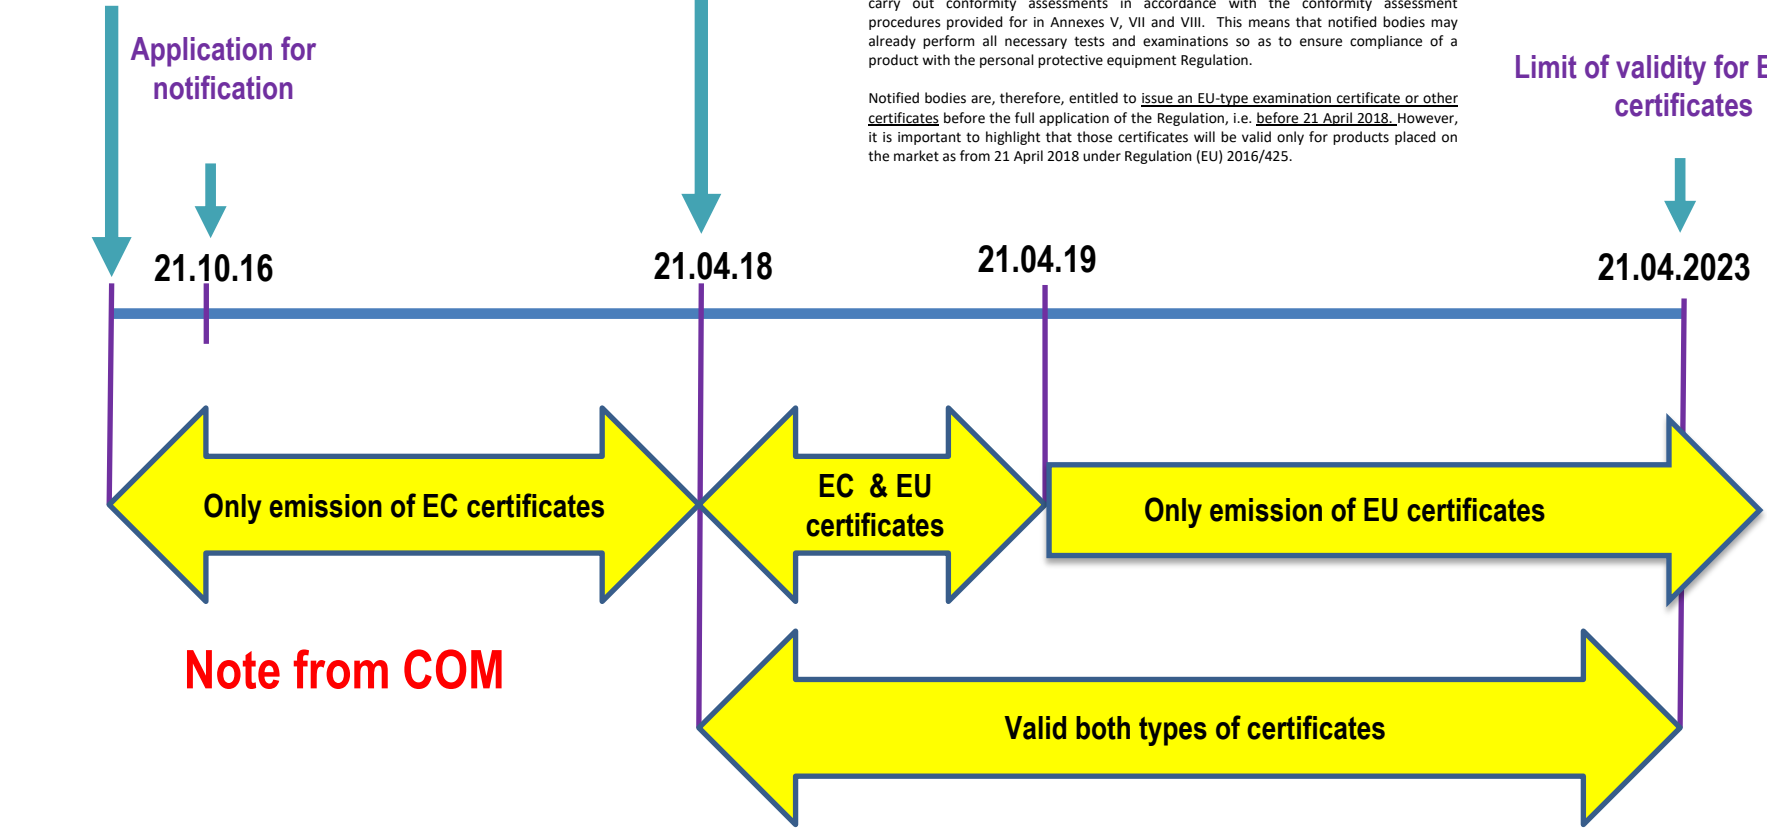 carry out conformity assessments in accordance with the conformity assessment
procedures provided for in Annexes V, VII and VIII. This means that notified bodies may
already perform all necessary tests and examinations so as to ensure compliance of a
product with the personal protective equipment Regulation.
Notified bodies are, therefore, entitled to issue an EU-type examination certificate or other
certificates before the full application of the Regulation, i.e. before 21 April 2018. However,
it is important to highlight that those certificates will be valid only for products placed on
the market as from 21 April 2018 under Regulation (EU) 2016/425.
Application for
notification
Limit of validity for
certificates
21.10.16
21.04.18
21.04.19
21.04.2023
Only emission of EC certificates
EC & EU
certificates
Only emission of EU certificates
Note from COM
Valid both types of certificates